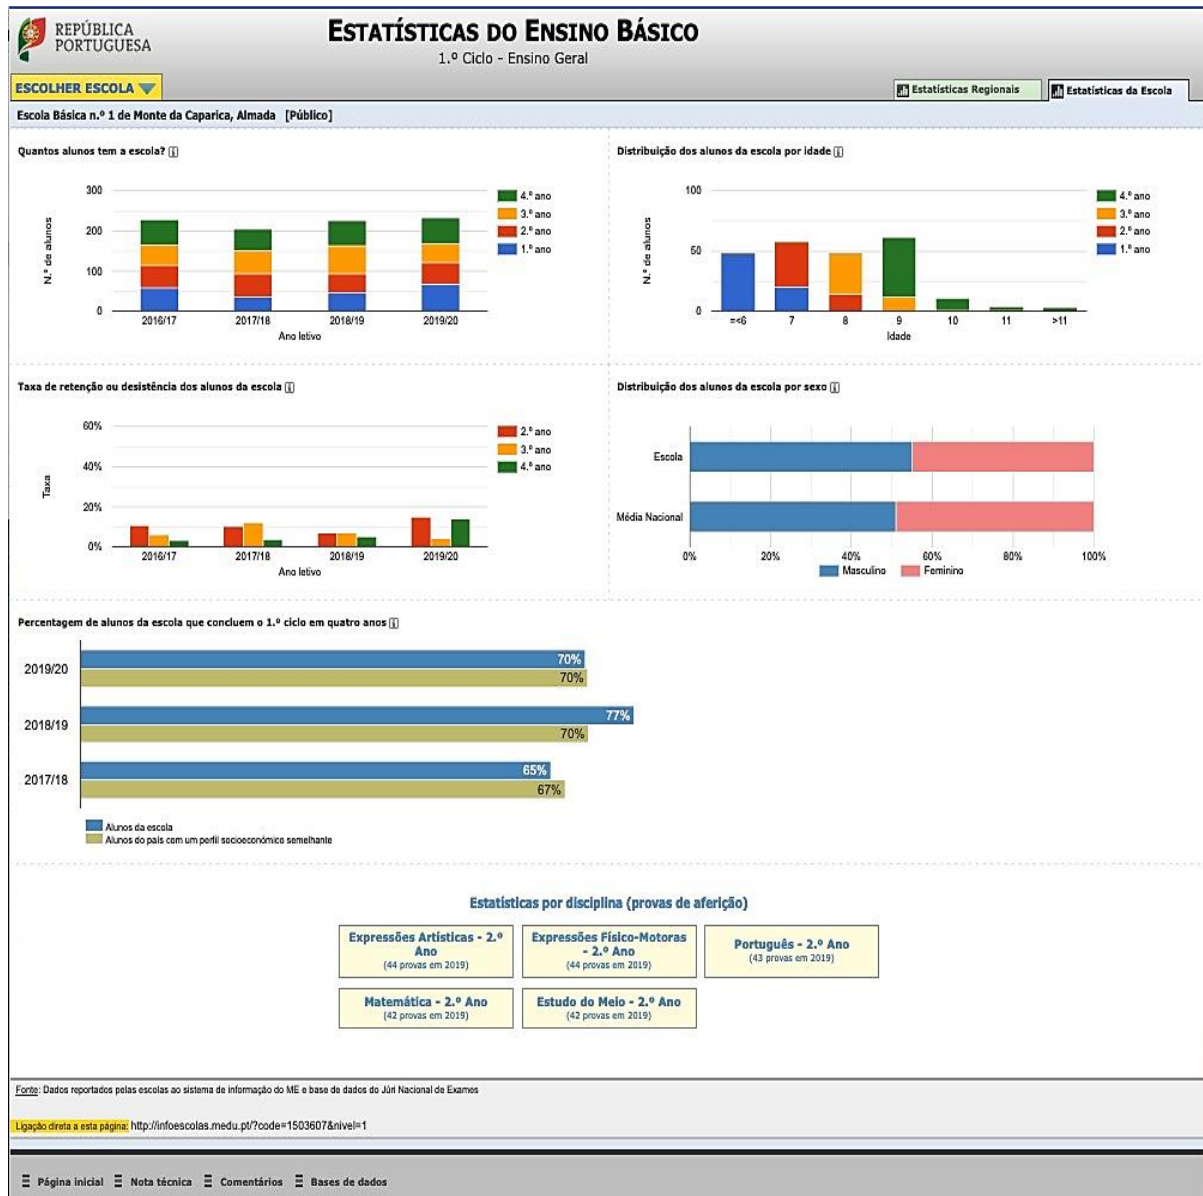 REPÚBLICA
PORTUGUESA
ESTATÍSTICAS DO ENSINO BÁSICO
1.º Ciclo - Ensino Geral
ESCOLHER ESCOLA
Estatísticas Regionais
Estatísticas da Escola
Escola Básica n.º 1 de Monte da Caparica, Almada [Público]
Quantos alunos tem a escola?
N.º de alunos
300
200
100
0
2016/17 2017/18 2018/19 2019/20
Ano letivo
4.º ano
3.º ano
2.º ano
1.º ano
Distribuição dos alunos da escola por idade
N.º de alunos
100
50
0
=<6 7 8 9 10 11 >11
Idade
4.º ano
3.º ano
2.º ano
1.º ano
Taxa de retenção ou desistência dos alunos da escola
Taxa
60%
40%
20%
0%
2016/17 2017/18 2018/19 2019/20
Ano letivo
2.º ano
3.º ano
4.º ano
Distribuição dos alunos da escola por sexo
Escola
Média Nacional
0% 20% 40% 60% 80% 100%
Masculino Feminino
Percentagem de alunos da escola que concluem o 1.º ciclo em quatro anos
2019/20
70%
70%
2018/19
77%
70%
2017/18
65%
67%
Alunos da escola
Alunos do país com um perfil socioeconómico semelhante
Estatísticas por disciplina (provas de aferição)
Expressões Artísticas - 2.º
Ano
(44 provas em 2019)
Expressões Físico-Motoras
- 2.º Ano
(44 provas em 2019)
Português - 2.º Ano
(43 provas em 2019)
Matemática - 2.º Ano
(42 provas em 2019)
Estudo do Meio - 2.º Ano
(42 provas em 2019)
Fonte: Dados reportados pelas escolas ao sistema de informação do ME e base de dados do Júri Nacional de Exames
Ligação direta a esta página: http://infoescolas.medu.pt/?code=1503607&nivel=1
Página inicial Nota técnica Comentários Bases de dados